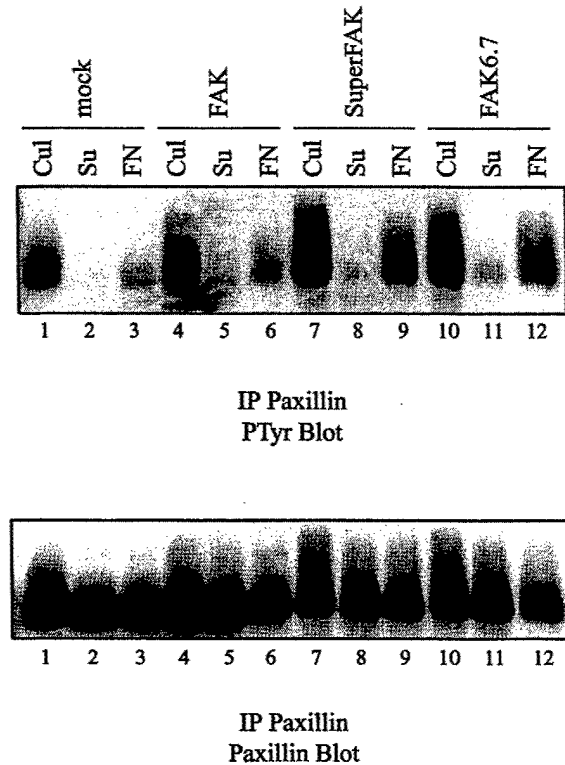 mock FAK SuperFAK FAK6.7
Cul Su FN Cul Su FN Cul Su FN Cul Su FN
1 2 3 4 5 6 7 8 9 10 11 12
IP Paxillin
PTyr Blot
1 2 3 4 5 6 7 8 9 10 11 12
IP Paxillin
Paxillin Blot